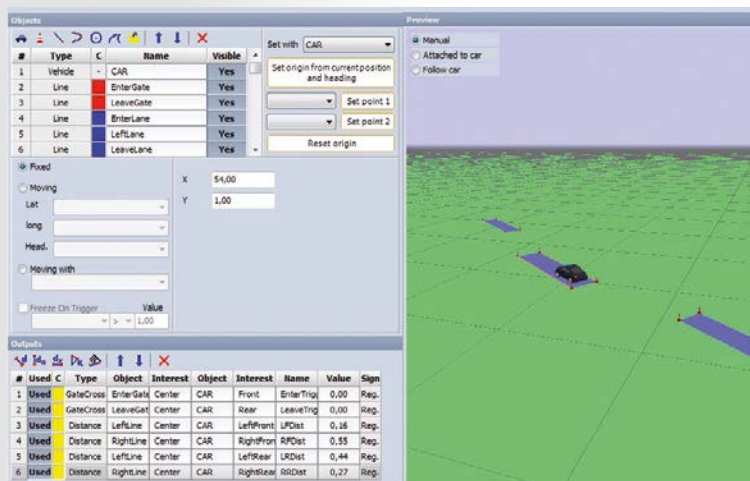 Objects
# Type C Name Visible
1 Vehicle - CAR Yes
2 Line EnterGate Yes
3 Line LeaveGate Yes
4 Line EnterLane Yes
5 Line LeftLane Yes
6 Line LeaveLane Yes
Set with CAR
Set origin from current position
and heading
Set point 1
Set point 2
Reset origin
Fixed
Moving
Lat
long
Head.
Moving with
Freeze On Trigger Value
> 1,00
X 54,00
Y 1,00
Outputs
# Used C Type Object Interest Object Interest Name Value Sign
1 Used GateCross EnterGate Center CAR Front EnterTrig 0,00 Reg.
2 Used GateCross LeaveGat Center CAR Rear LeaveTrig 0,00 Reg.
3 Used Distance LeftLine Center CAR LeftFront LFDist 0,16 Reg.
4 Used Distance RightLine Center CAR RightFron RFDist 0,55 Reg.
5 Used Distance LeftLine Center CAR LeftRear LRDist 0,44 Reg.
6 Used Distance RightLine Center CAR RightRear RRDist 0,27 Reg.
Preview
Manual
Attached to car
Follow car